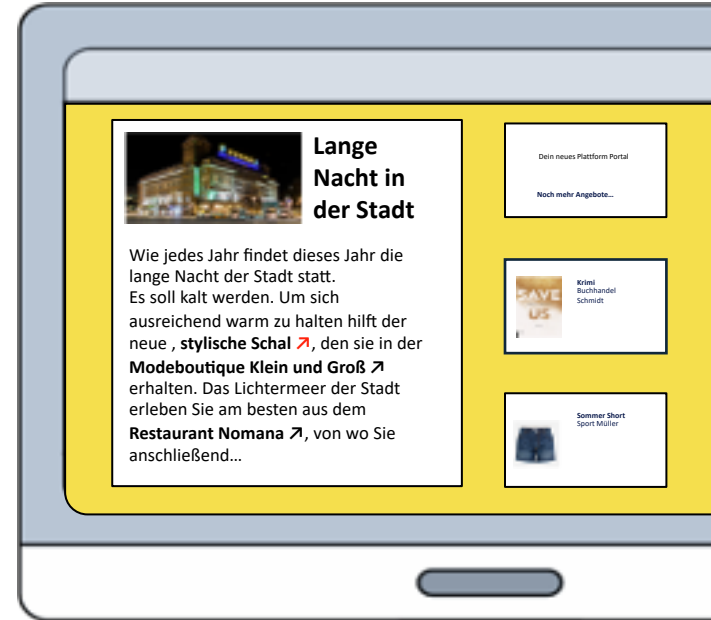 Lange
Nacht in
der Stadt
Wie jedes Jahr findet dieses Jahr die
lange Nacht der Stadt statt.
Es soll kalt werden. Um sich
ausreichend warm zu halten hilft der
neue , stylische Schal ↗, den sie in der
Modeboutique Klein und Groß ↗
erhalten. Das Lichtermeer der Stadt
erleben Sie am besten aus dem
Restaurant Nomana ↗, von wo Sie
anschließend...
Dein neues Plattform Portal
Noch mehr Angebote...
SAVE
US
Krimi
Buchhandel
Schmidt
Sommer Short
Sport Müller